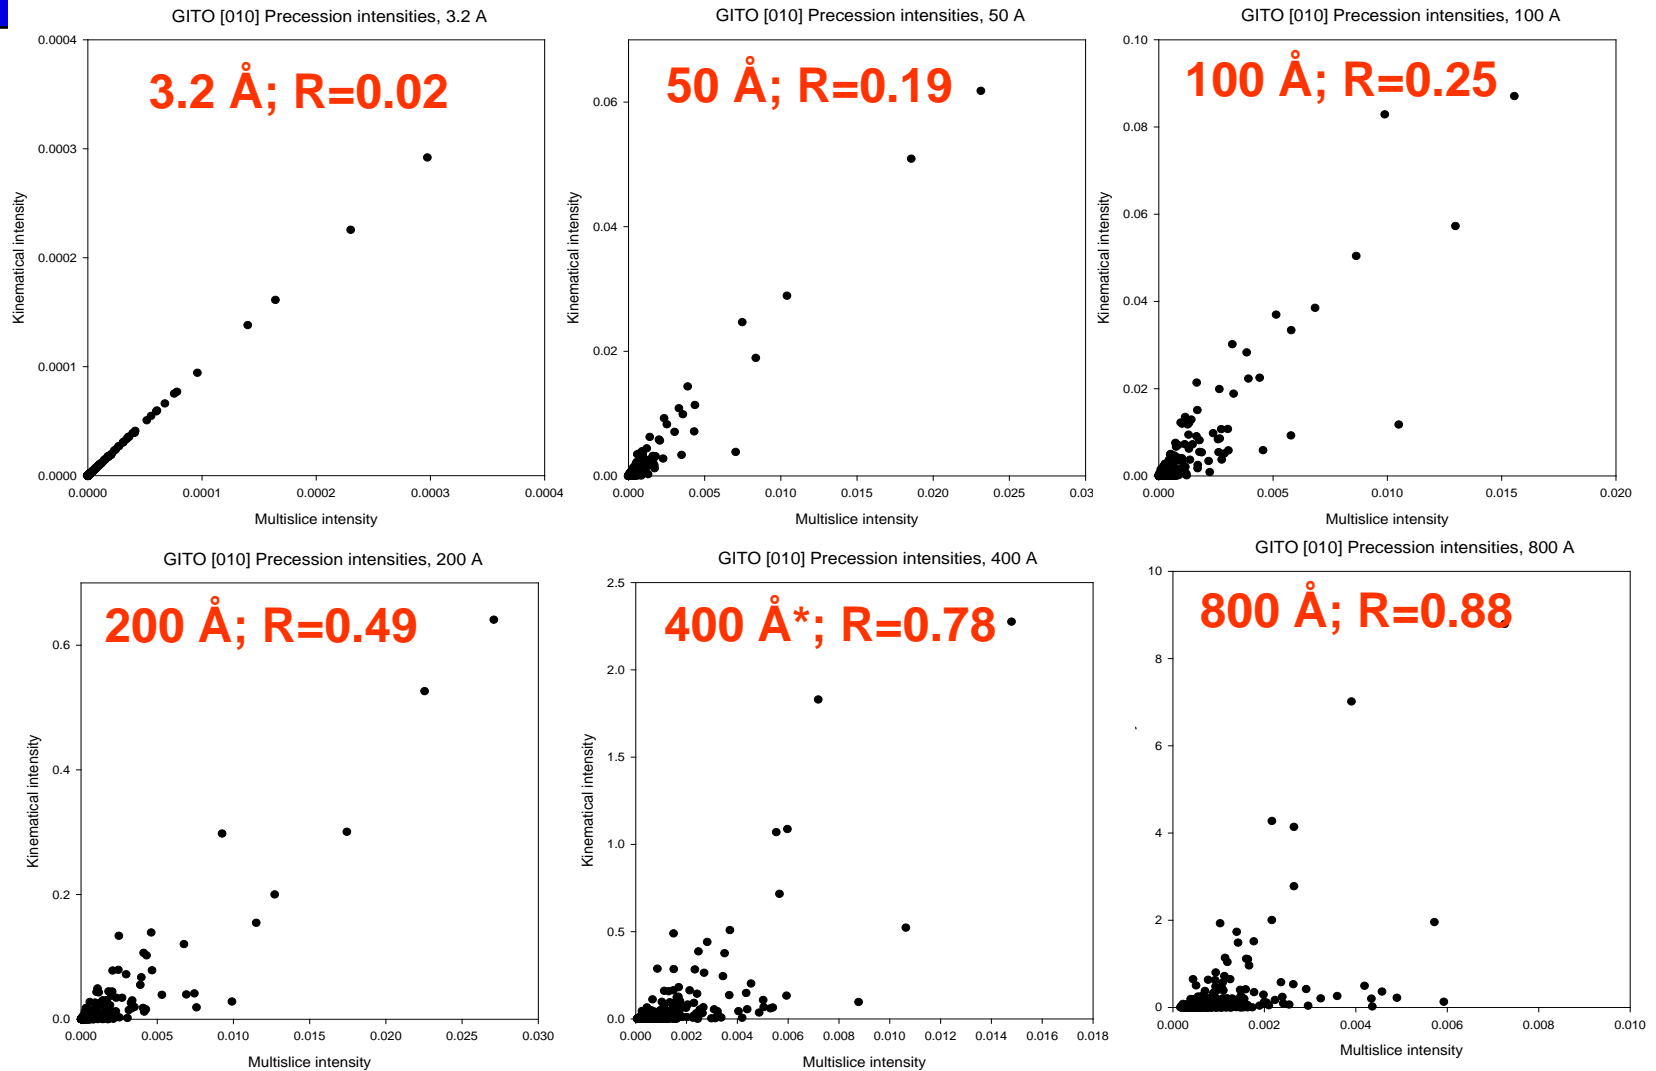 GITO [010] Precession intensities, 3.2 A
3.2 Å; R=0.02
0.0004
0.0003
0.0002
0.0001
0.0000
Kinematical intensity
0.0000 0.0001 0.0002 0.0003 0.0004
Multislice intensity
GITO [010] Precession intensities, 50 A
50 Å; R=0.19
0.06
0.04
0.02
0.00
Kinematical intensity
0.000 0.005 0.010 0.015 0.020 0.025 0.03
Multislice intensity
GITO [010] Precession intensities, 100 A
100 Å; R=0.25
0.10
0.08
0.06
0.04
0.02
0.00
Kinematical intensity
0.000 0.005 0.010 0.015 0.020
Multislice intensity
GITO [010] Precession intensities, 200 A
200 Å; R=0.49
0.6
0.4
0.2
0.0
Kinematical intensity
0.000 0.005 0.010 0.015 0.020 0.025 0.030
Multislice intensity
GITO [010] Precession intensities, 400 A
400 Å*; R=0.78
2.5
2.0
1.5
1.0
0.5
0.0
Kinematical intensity
0.000 0.002 0.004 0.006 0.008 0.010 0.012 0.014 0.016 0.018
Multislice intensity
GITO [010] Precession intensities, 800 A
800 Å; R=0.88
10
8
6
4
2
0
0.000 0.002 0.004 0.006 0.008 0.010
Multislice intensity